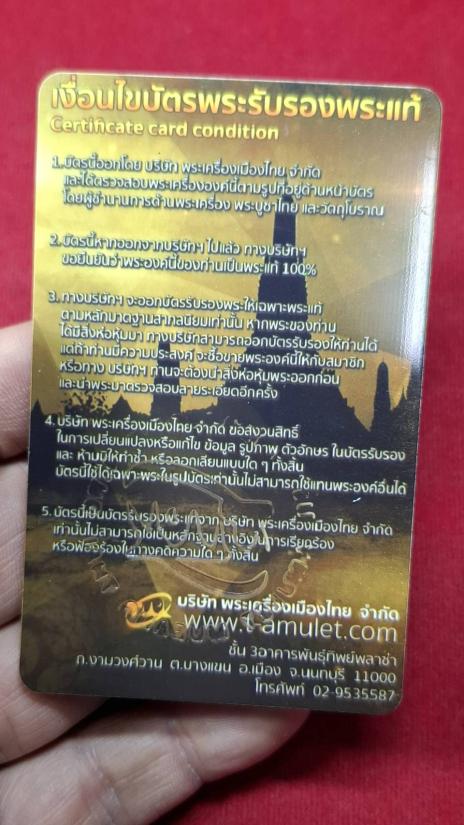 เงื่อนไขบัตรพระรับรองพระแท้
Certificate card condition
1.บัตรนี้ออกโดย บริษัท พระเครื่องเมืองไทย จำกัด
และได้ตรวจสอบพระเครื่ององค์นี้ตามรูปที่อยู่ด้านหน้าบัตร
โดยผู้ชำนานการด้านพระเครื่อง พระบูชาไทย และวัดถุโบราณ
2.บัตรนี้หากออกจากบริษัทฯ ไปแล้ว ทางบริษัทฯ
ขอยืนยันว่าพระองค์นี้ของท่านเป็นพระแท้ 100%
3. ทางบริษัทฯ จะออกบัตรรับรองพระให้เฉพาะพระแท้
ตามหลักมาตฐานสากลนิยมเท่านั้น หากพระของท่าน
ได้มีสิ่งห่อหุ้มมา ทางบริษัทสามารถออกบัตรรับรองให้ท่านได้
แต่ถ้าท่านมีความประสงค์ จะซื้อขายพระองค์นี้ให้กับสมาชิก
หรือทาง บริษัทฯ ท่านจะต้องนำสิ่งห่อหุ้มพระออกก่อน
และนำพระมาตรวจสอบลายระเอียดอีกครั้ง
4.บริษัท พระเครื่องเมืองไทย จำกัด ขอสงวนสิทธิ์
ในการเปลี่ยนแปลงหรือแก้ไข ข้อมูล รูปภาพ ตัวอักษร ในบัตรรับรอง
และ ห้ามมิให้ทำซ้ำ หรือลอกเลียนแบบใด ๆ ทั้งสิ้น
บัตรนี้ใช้ได้เฉพาะพระในรูปบัตรเท่านั้นไม่สามารถใช้แทนพระองค์อื่นได้
5. บัตรนี้เป็นบัตรรับรองพระแท้จาก บริษัท พระเครื่องเมืองไทย จำกัด
เท่านั้นไม่สามารถใช้เป็นหลักฐานอ้างอิงในการเรียกร้อง
หรือฟ้องร้องในทางคดีความใด ๆ ทั้งสิ้น
บริษัท พระเครื่องเมืองไทย จำกัด
www.t-amulet.com
ชั้น 3อาคารพันธุ์ทิพย์พลาซ่า
ถ.งามวงศ์วาน ต.บางเขน อ.เมือง จ.นนทบุรี 11000
โทรศัพท์ 02-9535587